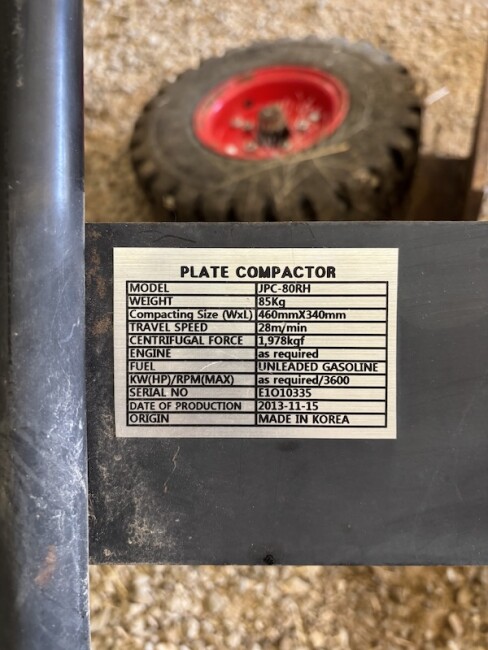 PLATE COMPACTOR
MODEL JPC-80RH
WEIGHT 85Kg
Compacting Size (WxL) 460mmX340mm
TRAVEL SPEED 28m/min
CENTRIFUGAL FORCE 1,978kgf
ENGINE as required
FUEL UNLEADED GASOLINE
KW(HP)/RPM(MAX) as required/3600
SERIAL NO E1O10335
DATE OF PRODUCTION 2013-11-15
ORIGIN MADE IN KOREA